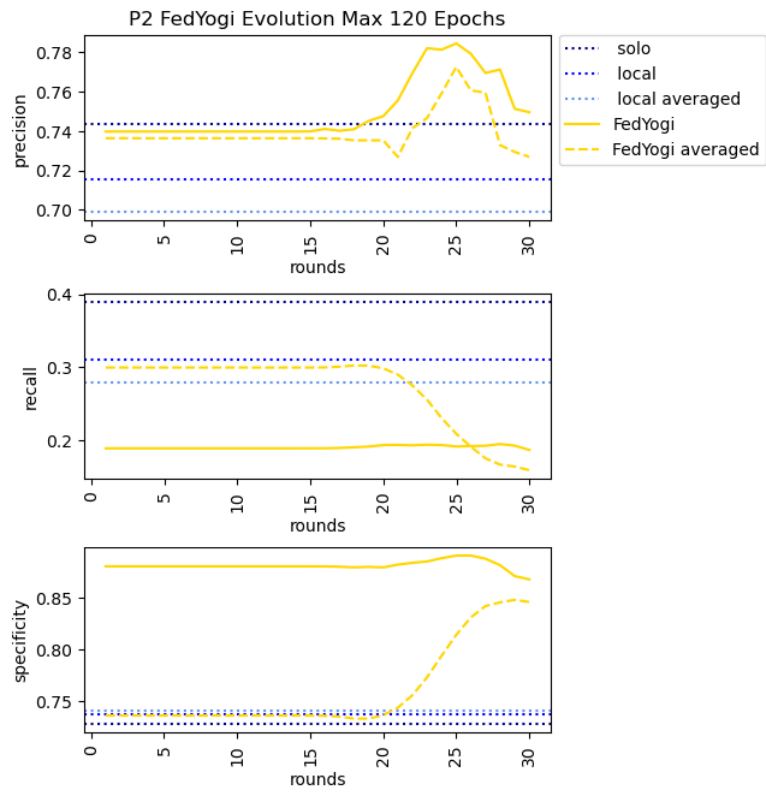 P2 FedYogi Evolution Max 120 Epochs
solo
local
local averaged
FedYogi
FedYogi averaged
precision
0.78
0.76
0.74
0.72
0.70
0
5
10
15
20
25
30
rounds
recall
0.4
0.3
0.2
0
5
10
15
20
25
30
rounds
specificity
0.85
0.80
0.75
0
5
10
15
20
25
30
rounds